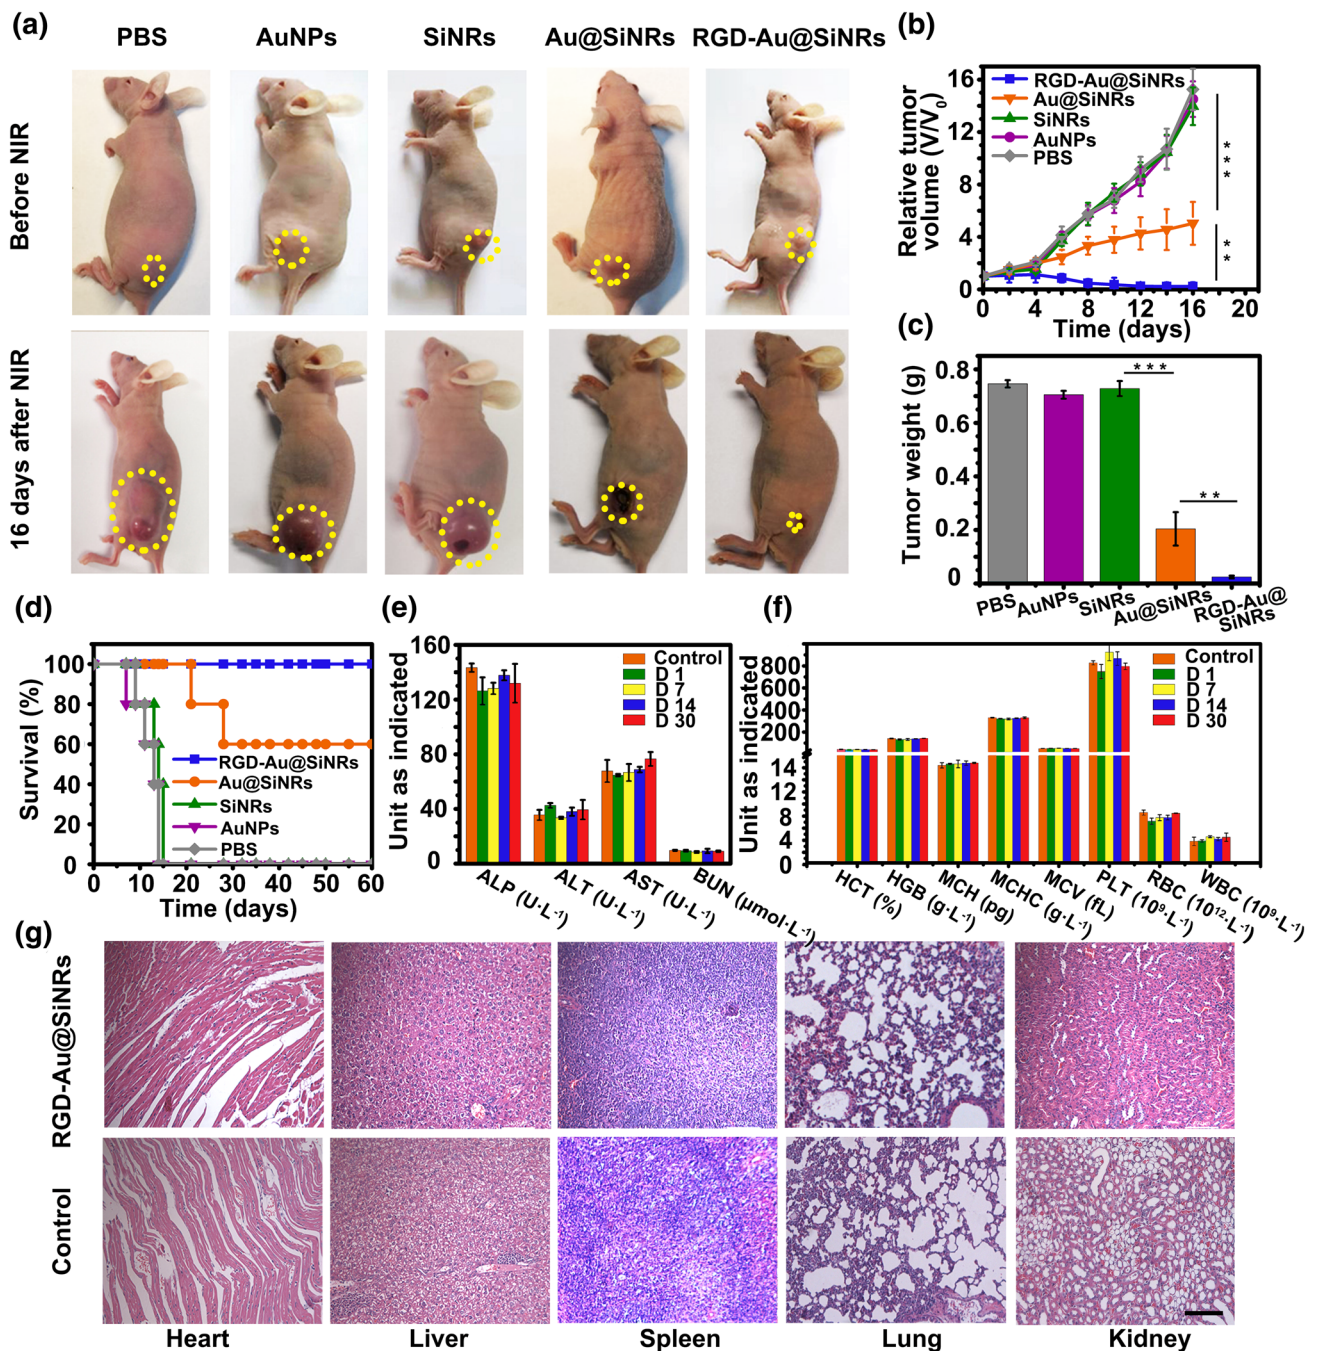 (a)
PBS
AuNPs
SiNRs
Au@SiNRs
RGD-Au@SiNRs
Before NIR
16 days after NIR
(b)
Relative tumor
volume (V/V₀)
16
12
8
4
0
RGD-Au@SiNRs
Au@SiNRs
SiNRs
AuNPs
PBS
***
**
0 4 8 12 16 20
Time (days)
(c)
Tumor weight (g)
0.8
0.6
0.4
0.2
0
***
**
PBS
AuNPs
SiNRs
Au@SiNRs
RGD-Au@
SiNRs
(d)
Survival (%)
100
80
60
40
20
0
RGD-Au@SiNRs
Au@SiNRs
SiNRs
AuNPs
PBS
0 10 20 30 40 50 60
Time (days)
(e)
Unit as indicated
160
120
80
40
0
Control
D 1
D 7
D 14
D 30
ALP (U·L⁻¹)
ALT (U·L⁻¹)
AST (U·L⁻¹)
BUN (μmol·L⁻¹)
(f)
Unit as indicated
800
600
400
200
14
12
8
4
2
0
Control
D 1
D 7
D 14
D 30
HCT (%)
HGB (g·L⁻¹)
MCH (pg)
MCHC (g·L⁻¹)
MCV (fL)
PLT (10⁹·L⁻¹)
RBC (10¹²·L⁻¹)
WBC (10⁹·L⁻¹)
(g)
RGD-Au@SiNRs
Control
Heart
Liver
Spleen
Lung
Kidney